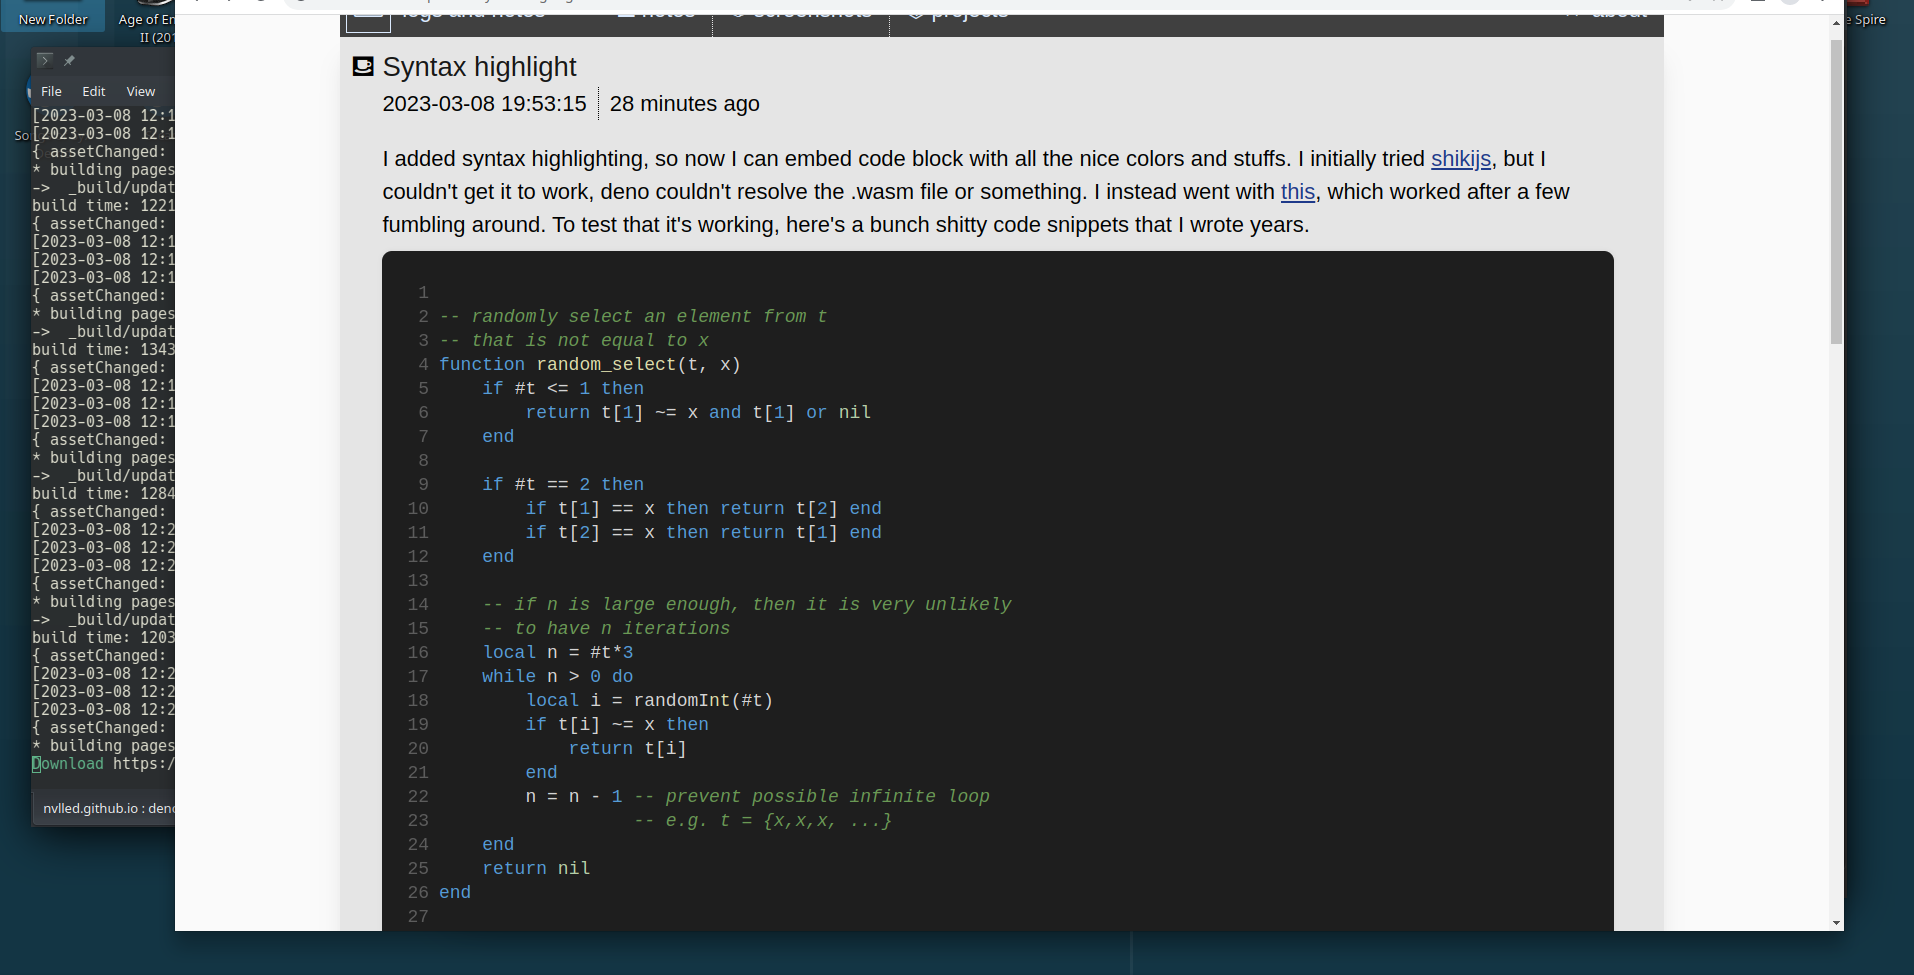 New Folder
Age of En
II (201
e Spire
So
File Edit View
[2023-03-08 12:1
[2023-03-08 12:1
{ assetChanged:
* building pages
-> _build/updat
build time: 1221
{ assetChanged:
[2023-03-08 12:1
[2023-03-08 12:1
[2023-03-08 12:1
{ assetChanged:
* building pages
-> _build/updat
build time: 1343
{ assetChanged:
[2023-03-08 12:1
[2023-03-08 12:1
[2023-03-08 12:1
{ assetChanged:
* building pages
-> _build/updat
build time: 1284
{ assetChanged:
[2023-03-08 12:2
[2023-03-08 12:2
[2023-03-08 12:2
{ assetChanged:
* building pages
-> _build/updat
build time: 1203
{ assetChanged:
[2023-03-08 12:2
[2023-03-08 12:2
[2023-03-08 12:2
{ assetChanged:
* building pages
Download https:/
nvlled.github.io : deno
logs and notes notes screenshots projects about
Syntax highlight
2023-03-08 19:53:15 28 minutes ago
I added syntax highlighting, so now I can embed code block with all the nice colors and stuffs. I initially tried shikijs, but I
couldn't get it to work, deno couldn't resolve the .wasm file or something. I instead went with this, which worked after a few
fumbling around. To test that it's working, here's a bunch shitty code snippets that I wrote years.
1
2 -- randomly select an element from t
3 -- that is not equal to x
4 function random_select(t, x)
5     if #t <= 1 then
6         return t[1] ~= x and t[1] or nil
7     end
8
9     if #t == 2 then
10         if t[1] == x then return t[2] end
11         if t[2] == x then return t[1] end
12     end
13
14     -- if n is large enough, then it is very unlikely
15     -- to have n iterations
16     local n = #t*3
17     while n > 0 do
18         local i = randomInt(#t)
19         if t[i] ~= x then
20             return t[i]
21         end
22         n = n - 1 -- prevent possible infinite loop
23                   -- e.g. t = {x,x,x, ...}
24     end
25     return nil
26 end
27